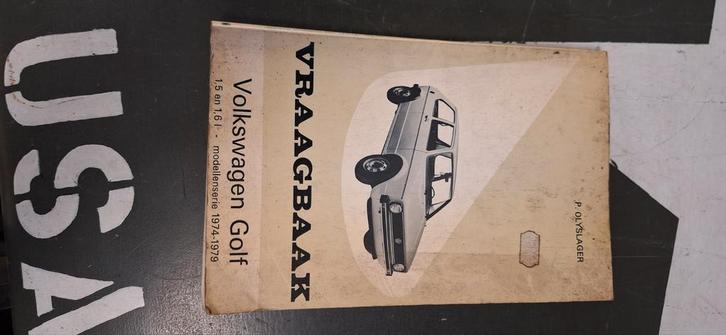 USA
P. OLYSLAGER
VRAAGBAAK
Volkswagen Golf
1,5 en 1,6 l - modellenserie 1974-1979